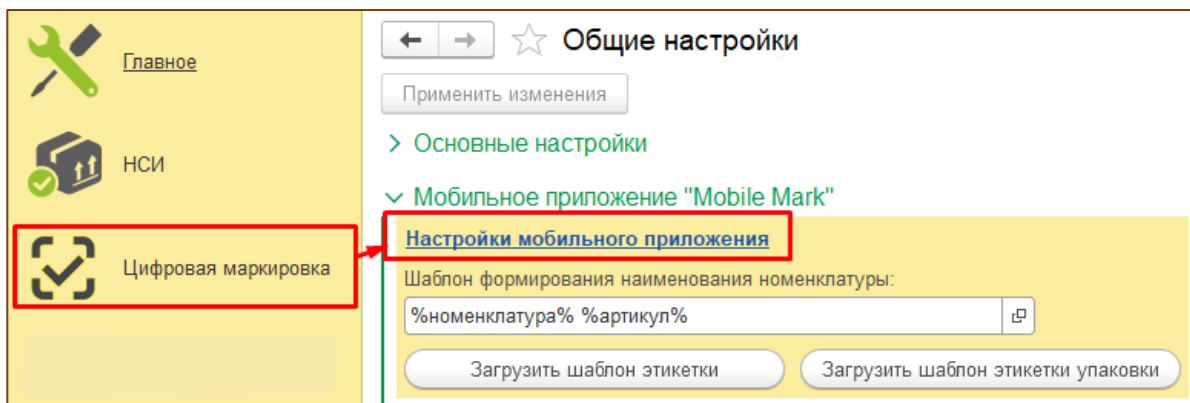 Главное
НСИ
Цифровая маркировка
Общие настройки
Применить изменения
Основные настройки
Мобильное приложение "Mobile Mark"
Настройки мобильного приложения
Шаблон формирования наименования номенклатуры:
%номенклатура% %артикул%
Загрузить шаблон этикетки
Загрузить шаблон этикетки упаковки